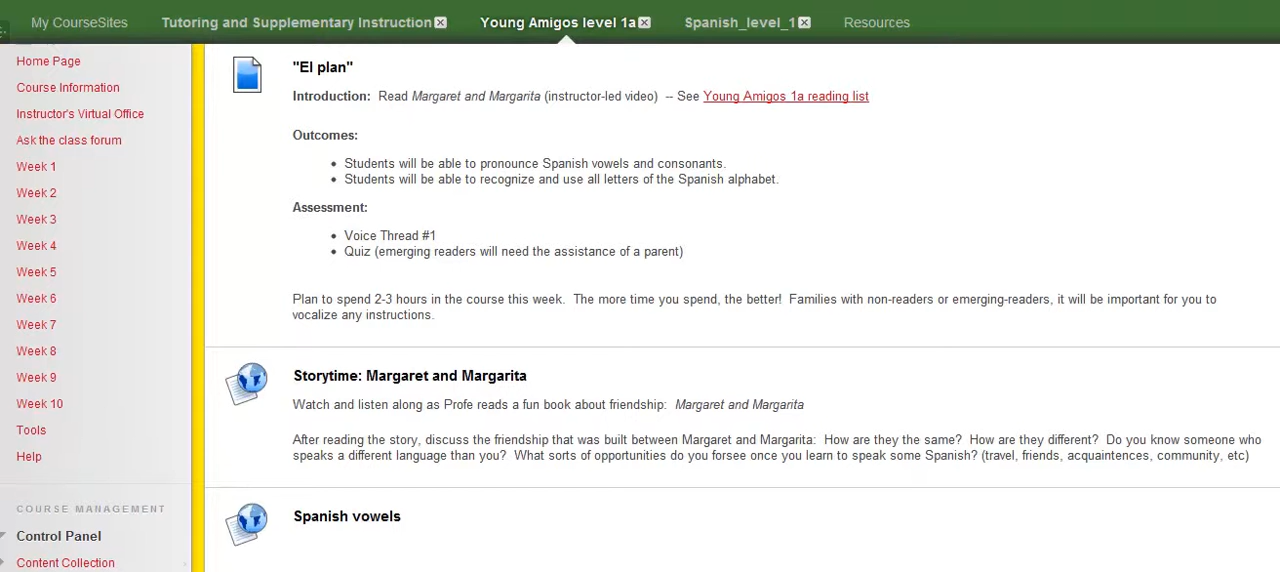 My CourseSites Tutoring and Supplementary Instruction Young Amigos level 1a Spanish_level_1 Resources
Home Page
Course Information
Instructor's Virtual Office
Ask the class forum
Week 1
Week 2
Week 3
Week 4
Week 5
Week 6
Week 7
Week 8
Week 9
Week 10
Tools
Help
COURSE MANAGEMENT
Control Panel
Content Collection
"El plan"
Introduction: Read Margaret and Margarita (instructor-led video) -- See Young Amigos 1a reading list
Outcomes:
• Students will be able to pronounce Spanish vowels and consonants.
• Students will be able to recognize and use all letters of the Spanish alphabet.
Assessment:
• Voice Thread #1
• Quiz (emerging readers will need the assistance of a parent)
Plan to spend 2-3 hours in the course this week. The more time you spend, the better! Families with non-readers or emerging-readers, it will be important for you to
vocalize any instructions.
Storytime: Margaret and Margarita
Watch and listen along as Profe reads a fun book about friendship: Margaret and Margarita
After reading the story, discuss the friendship that was built between Margaret and Margarita: How are they the same? How are they different? Do you know someone who
speaks a different language than you? What sorts of opportunities do you forsee once you learn to speak some Spanish? (travel, friends, acquaintences, community, etc)
Spanish vowels